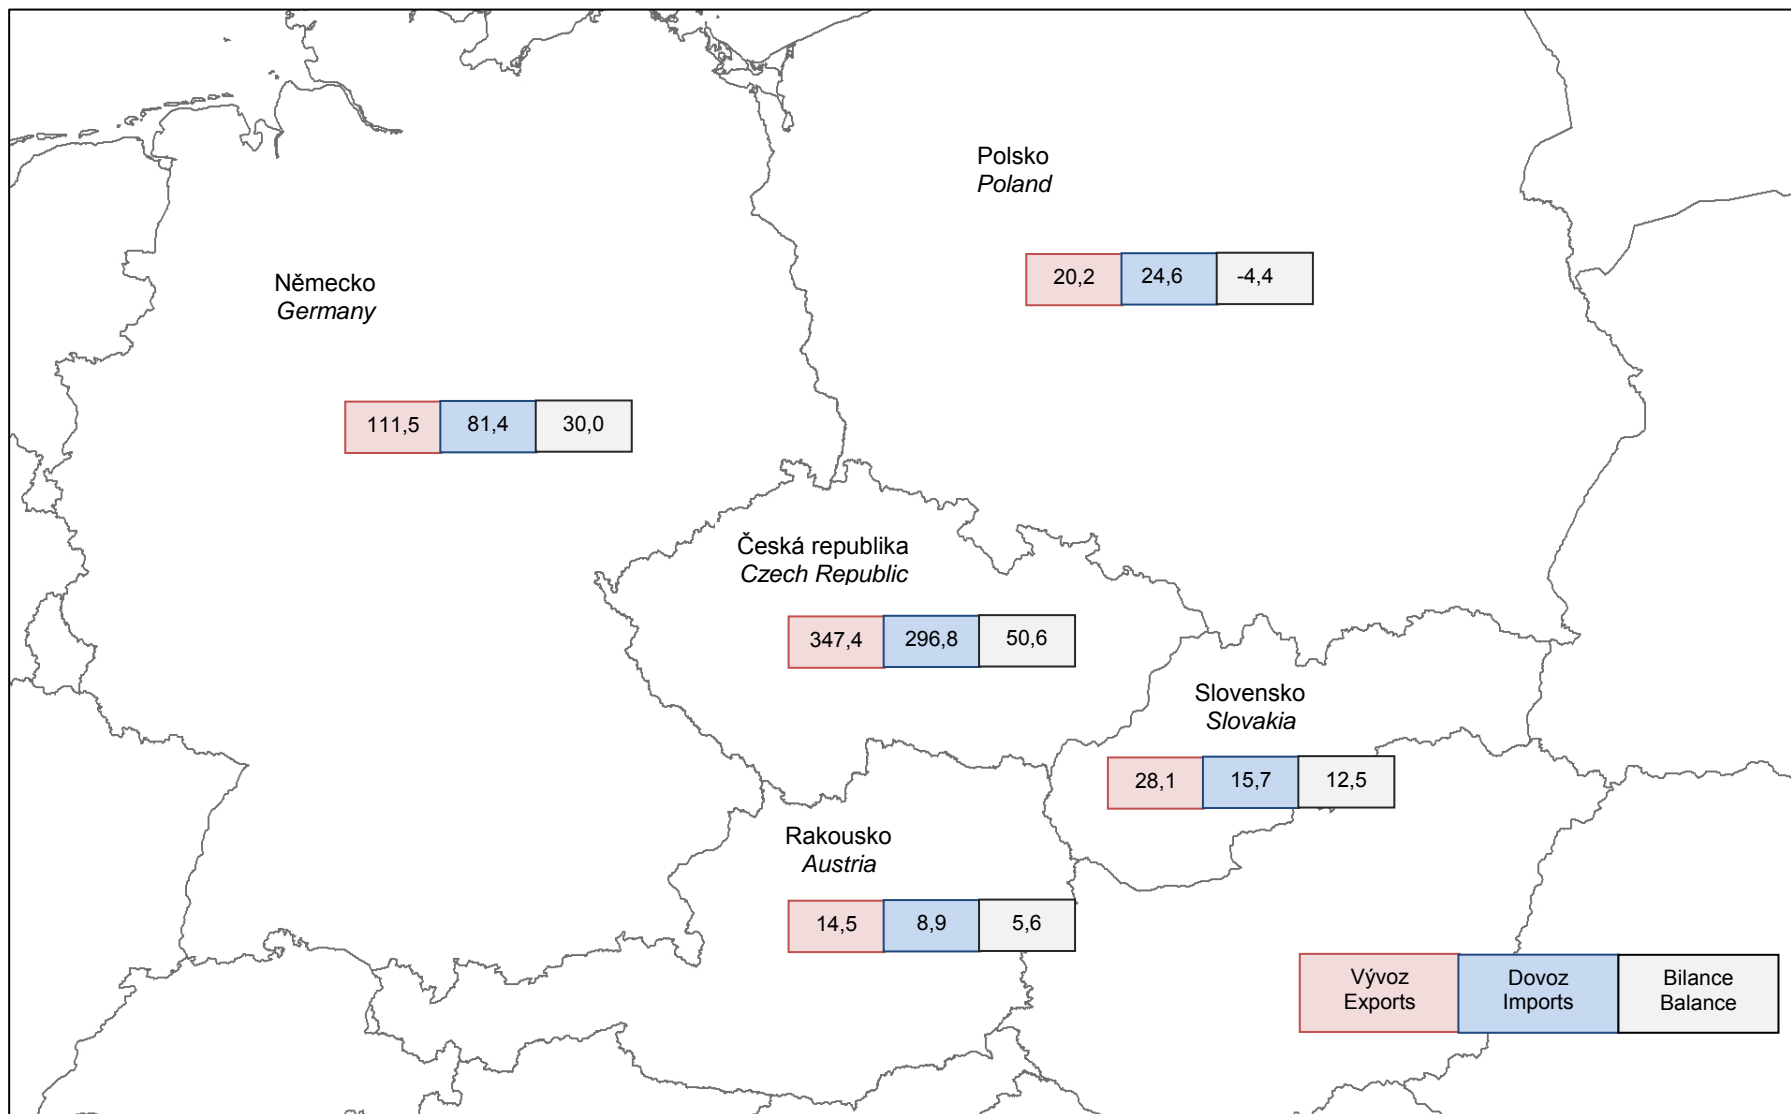 Polsko
Poland
20,2 24,6 -4,4
Německo
Germany
111,5 81,4 30,0
Česká republika
Czech Republic
347,4 296,8 50,6
Slovensko
Slovakia
28,1 15,7 12,5
Rakousko
Austria
14,5 8,9 5,6
Vývoz Dovoz Bilance
Exports Imports Balance